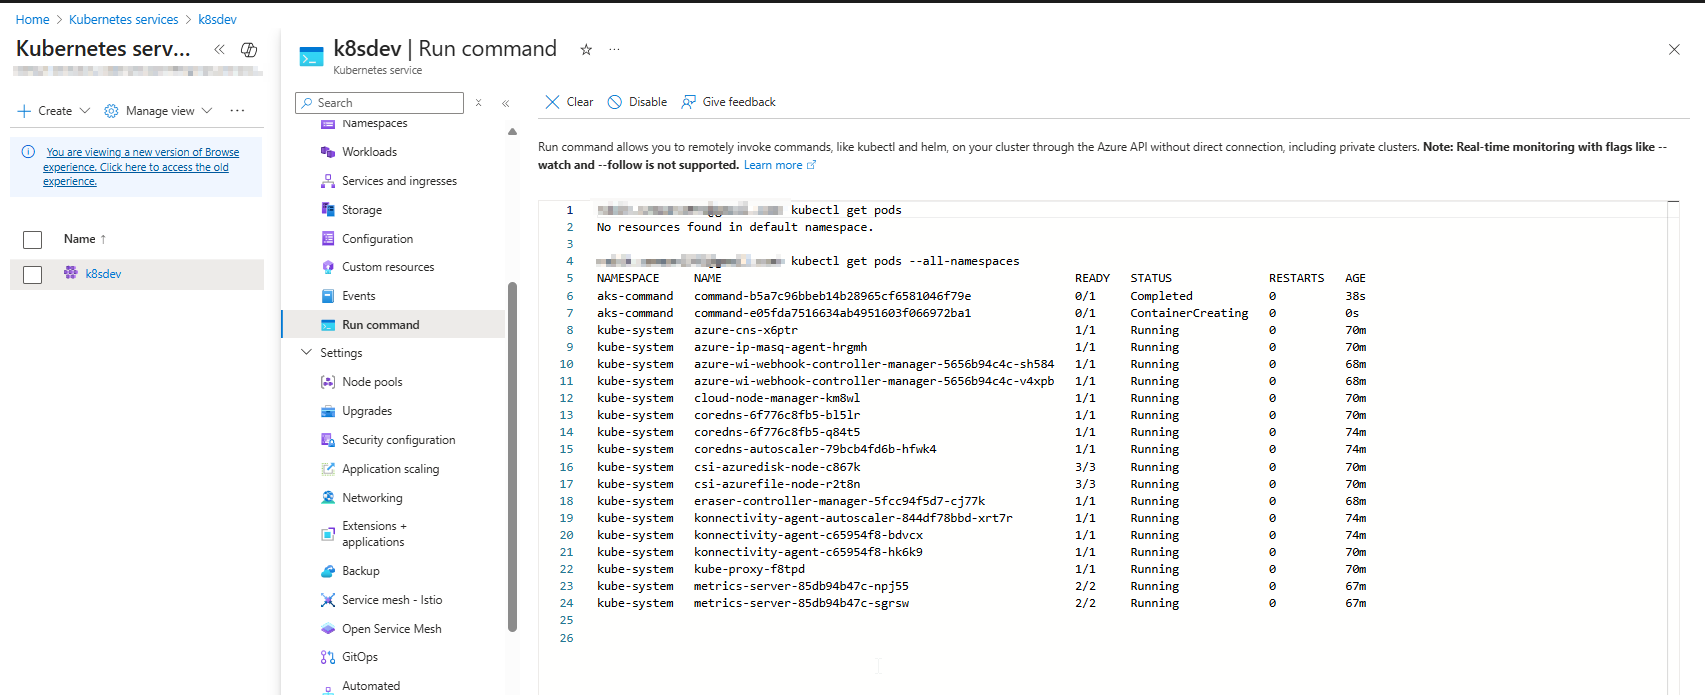 Home > Kubernetes services > k8sdev
Kubernetes serv... «
Create
Manage view
...
You are viewing a new version of Browse
experience. Click here to access the old
experience.
Name ↑
k8sdev
k8sdev | Run command
...
Kubernetes service
Search
«
Namespaces
Workloads
Services and ingresses
Storage
Configuration
Custom resources
Events
Run command
Settings
Node pools
Upgrades
Security configuration
Application scaling
Networking
Extensions +
applications
Backup
Service mesh - Istio
Open Service Mesh
GitOps
Automated
Clear
Disable
Give feedback
Run command allows you to remotely invoke commands, like kubectl and helm, on your cluster through the Azure API without direct connection, including private clusters. Note: Real-time monitoring with flags like --
watch and --follow is not supported. Learn more
1 kubectl get pods
2 No resources found in default namespace.
3
4 kubectl get pods --all-namespaces
5 NAMESPACE NAME READY STATUS RESTARTS AGE
6 aks-command command-b5a7c96bbeb14b28965cf6581046f79e 0/1 Completed 0 38s
7 aks-command command-e05fda7516634ab4951603f066972ba1 0/1 ContainerCreating 0 0s
8 kube-system azure-cns-x6ptr 1/1 Running 0 70m
9 kube-system azure-ip-masq-agent-hrgmh 1/1 Running 0 70m
10 kube-system azure-wi-webhook-controller-manager-5656b94c4c-sh584 1/1 Running 0 68m
11 kube-system azure-wi-webhook-controller-manager-5656b94c4c-v4xpb 1/1 Running 0 68m
12 kube-system cloud-node-manager-km8wl 1/1 Running 0 70m
13 kube-system coredns-6f776c8fb5-bl5lr 1/1 Running 0 70m
14 kube-system coredns-6f776c8fb5-q84t5 1/1 Running 0 74m
15 kube-system coredns-autoscaler-79bcb4fd6b-hfwk4 1/1 Running 0 74m
16 kube-system csi-azuredisk-node-c867k 3/3 Running 0 70m
17 kube-system csi-azurefile-node-r2t8n 3/3 Running 0 70m
18 kube-system eraser-controller-manager-5fcc94f5d7-cj77k 1/1 Running 0 68m
19 kube-system konnectivity-agent-autoscaler-844df78bbd-xrt7r 1/1 Running 0 74m
20 kube-system konnectivity-agent-c65954f8-bdvcx 1/1 Running 0 74m
21 kube-system konnectivity-agent-c65954f8-hk6k9 1/1 Running 0 70m
22 kube-system kube-proxy-f8tpd 1/1 Running 0 70m
23 kube-system metrics-server-85db94b47c-npj55 2/2 Running 0 67m
24 kube-system metrics-server-85db94b47c-sgrsw 2/2 Running 0 67m
25
26